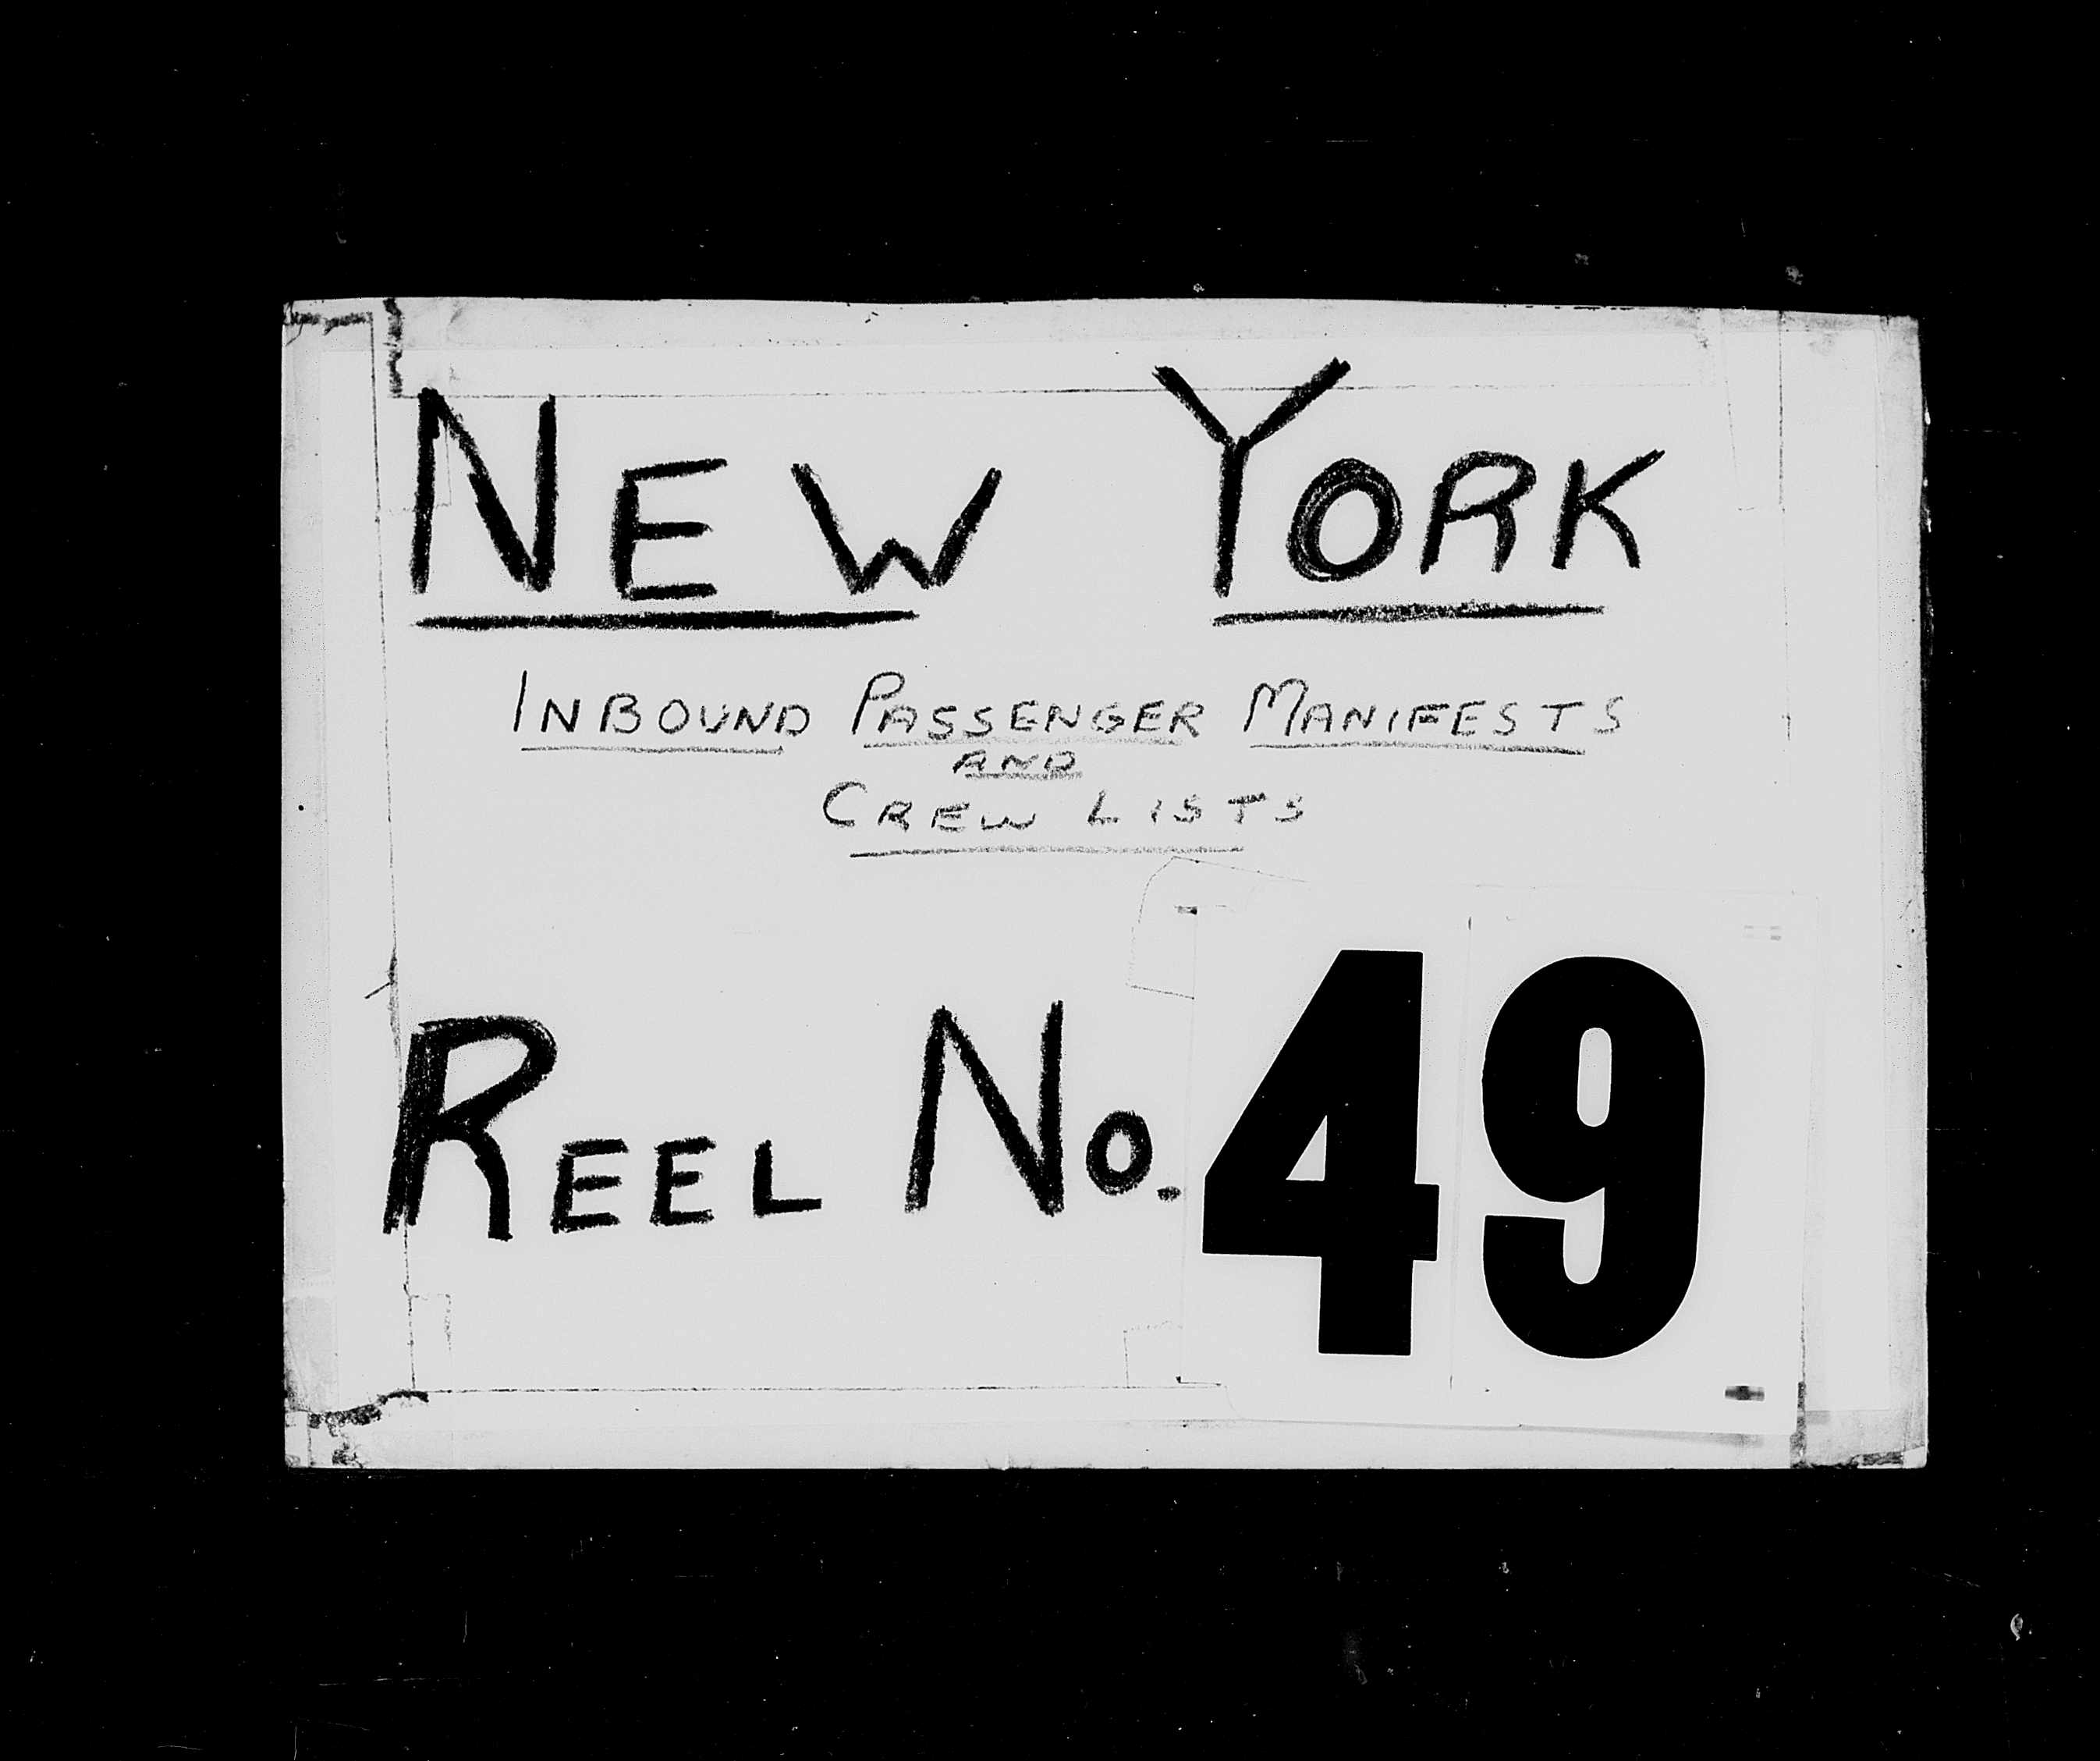 NEW YORK
INBOUND PASSENGER MANIFESTS
AND
CREW LISTS
REEL NO. 49